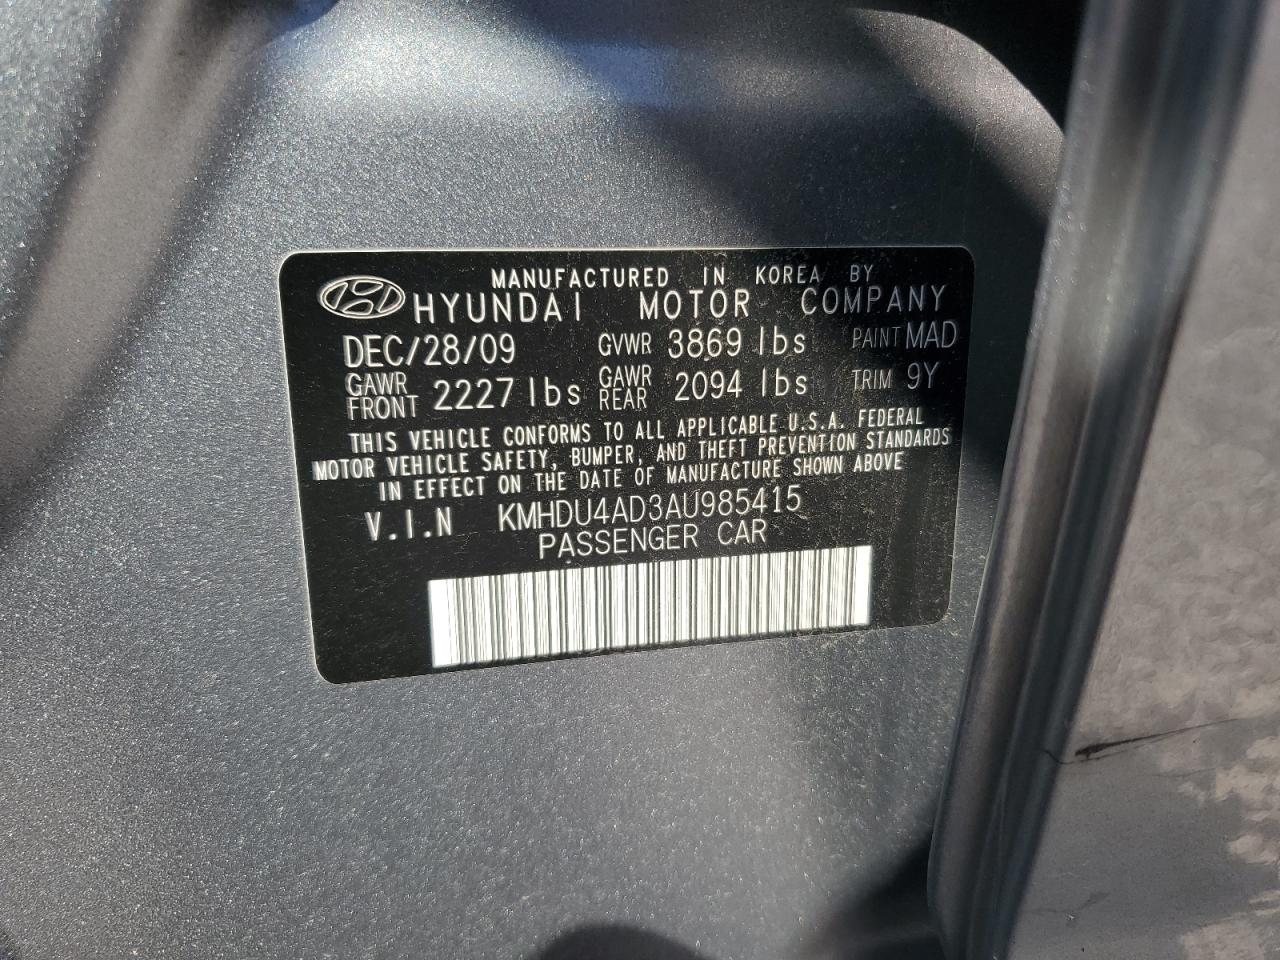 MANUFACTURED IN KOREA BY
HYUNDAI MOTOR COMPANY
DEC/28/09 GVWR 3869 lbs PAINT MAD
GAWR FRONT 2227 lbs GAWR REAR 2094 lbs TRIM 9Y
THIS VEHICLE CONFORMS TO ALL APPLICABLE U.S.A. FEDERAL
MOTOR VEHICLE SAFETY, BUMPER, AND THEFT PREVENTION STANDARDS
IN EFFECT ON THE DATE OF MANUFACTURE SHOWN ABOVE
V.I.N KMHDU4AD3AU985415
PASSENGER CAR